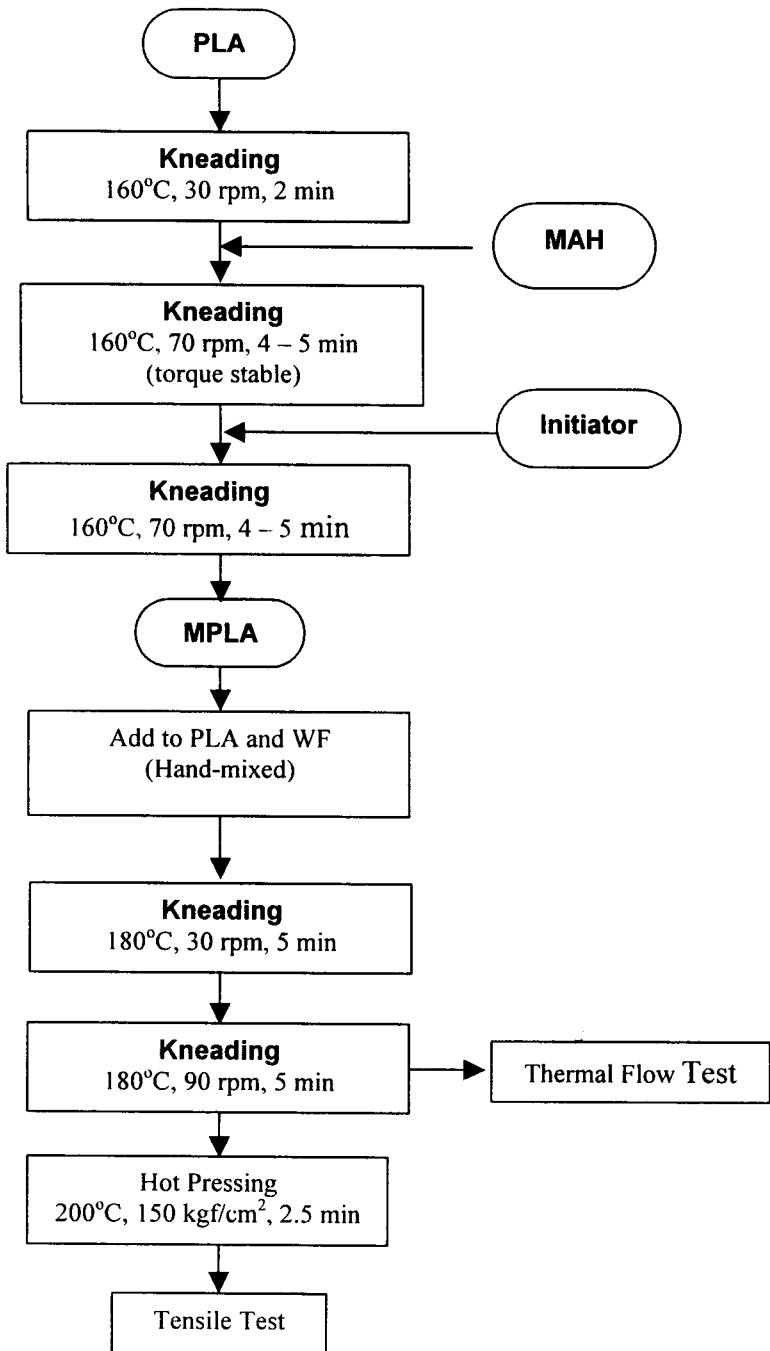 PLA
Kneading
160°C, 30 rpm, 2 min
MAH
Kneading
160°C, 70 rpm, 4 – 5 min
(torque stable)
Initiator
Kneading
160°C, 70 rpm, 4 – 5 min
MPLA
Add to PLA and WF
(Hand-mixed)
Kneading
180°C, 30 rpm, 5 min
Kneading
180°C, 90 rpm, 5 min
Thermal Flow Test
Hot Pressing
200°C, 150 kgf/cm², 2.5 min
Tensile Test